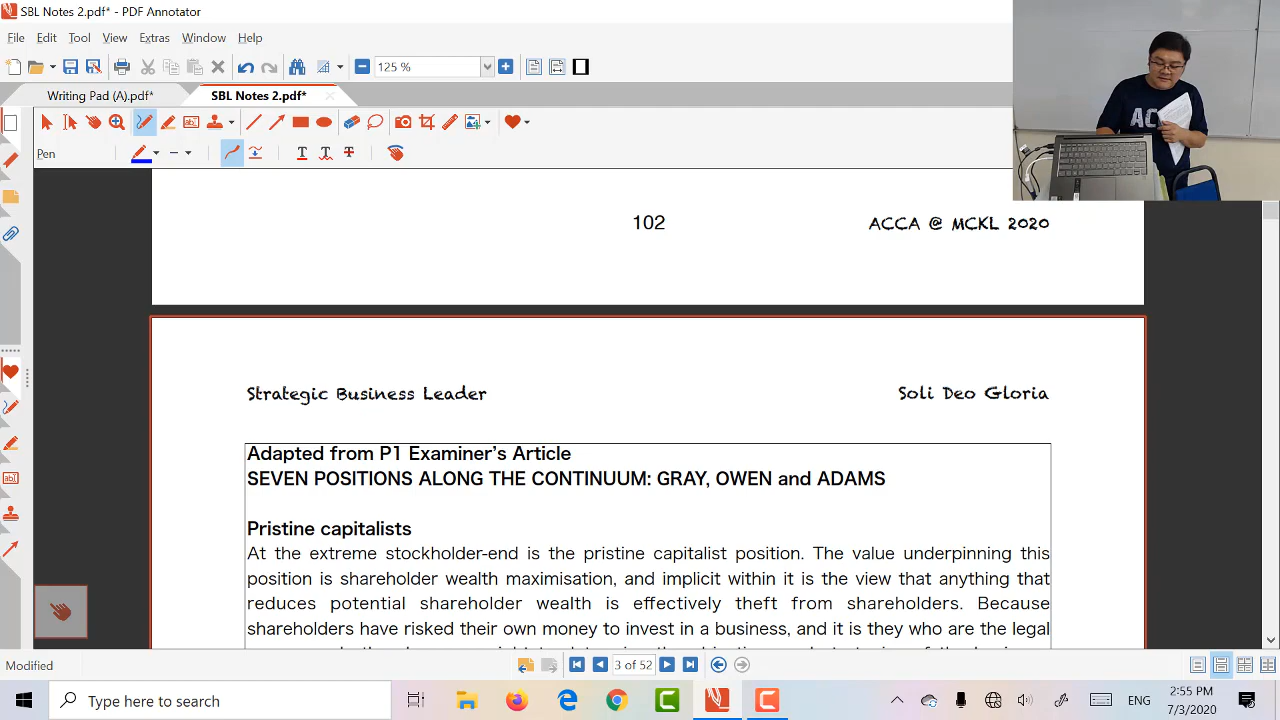 SBL Notes 2.pdf* - PDF Annotator
File Edit Tool View Extras Window Help
125 %
Writing Pad (A).pdf* SBL Notes 2.pdf*
Pen
102 ACCA @ MCKL 2020
Strategic Business Leader Soli Deo Gloria
Adapted from P1 Examiner's Article
SEVEN POSITIONS ALONG THE CONTINUUM: GRAY, OWEN and ADAMS
Pristine capitalists
At the extreme stockholder-end is the pristine capitalist position. The value underpinning this
position is shareholder wealth maximisation, and implicit within it is the view that anything that
reduces potential shareholder wealth is effectively theft from shareholders. Because
shareholders have risked their own money to invest in a business, and it is they who are the legal
Modified 3 of 52
Type here to search
ENG 2:55 PM
7/3/2020